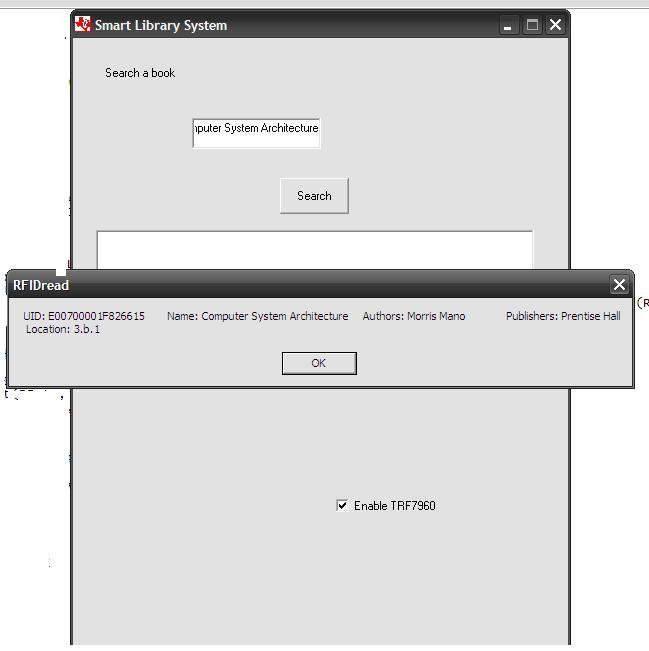 Smart Library System
Search a book
puter System Architecture
Search
RFIDread
UID: E00700001F826615 Name: Computer System Architecture Authors: Morris Mano Publishers: Prentise Hall
Location: 3.b.1
OK
Enable TRF7960